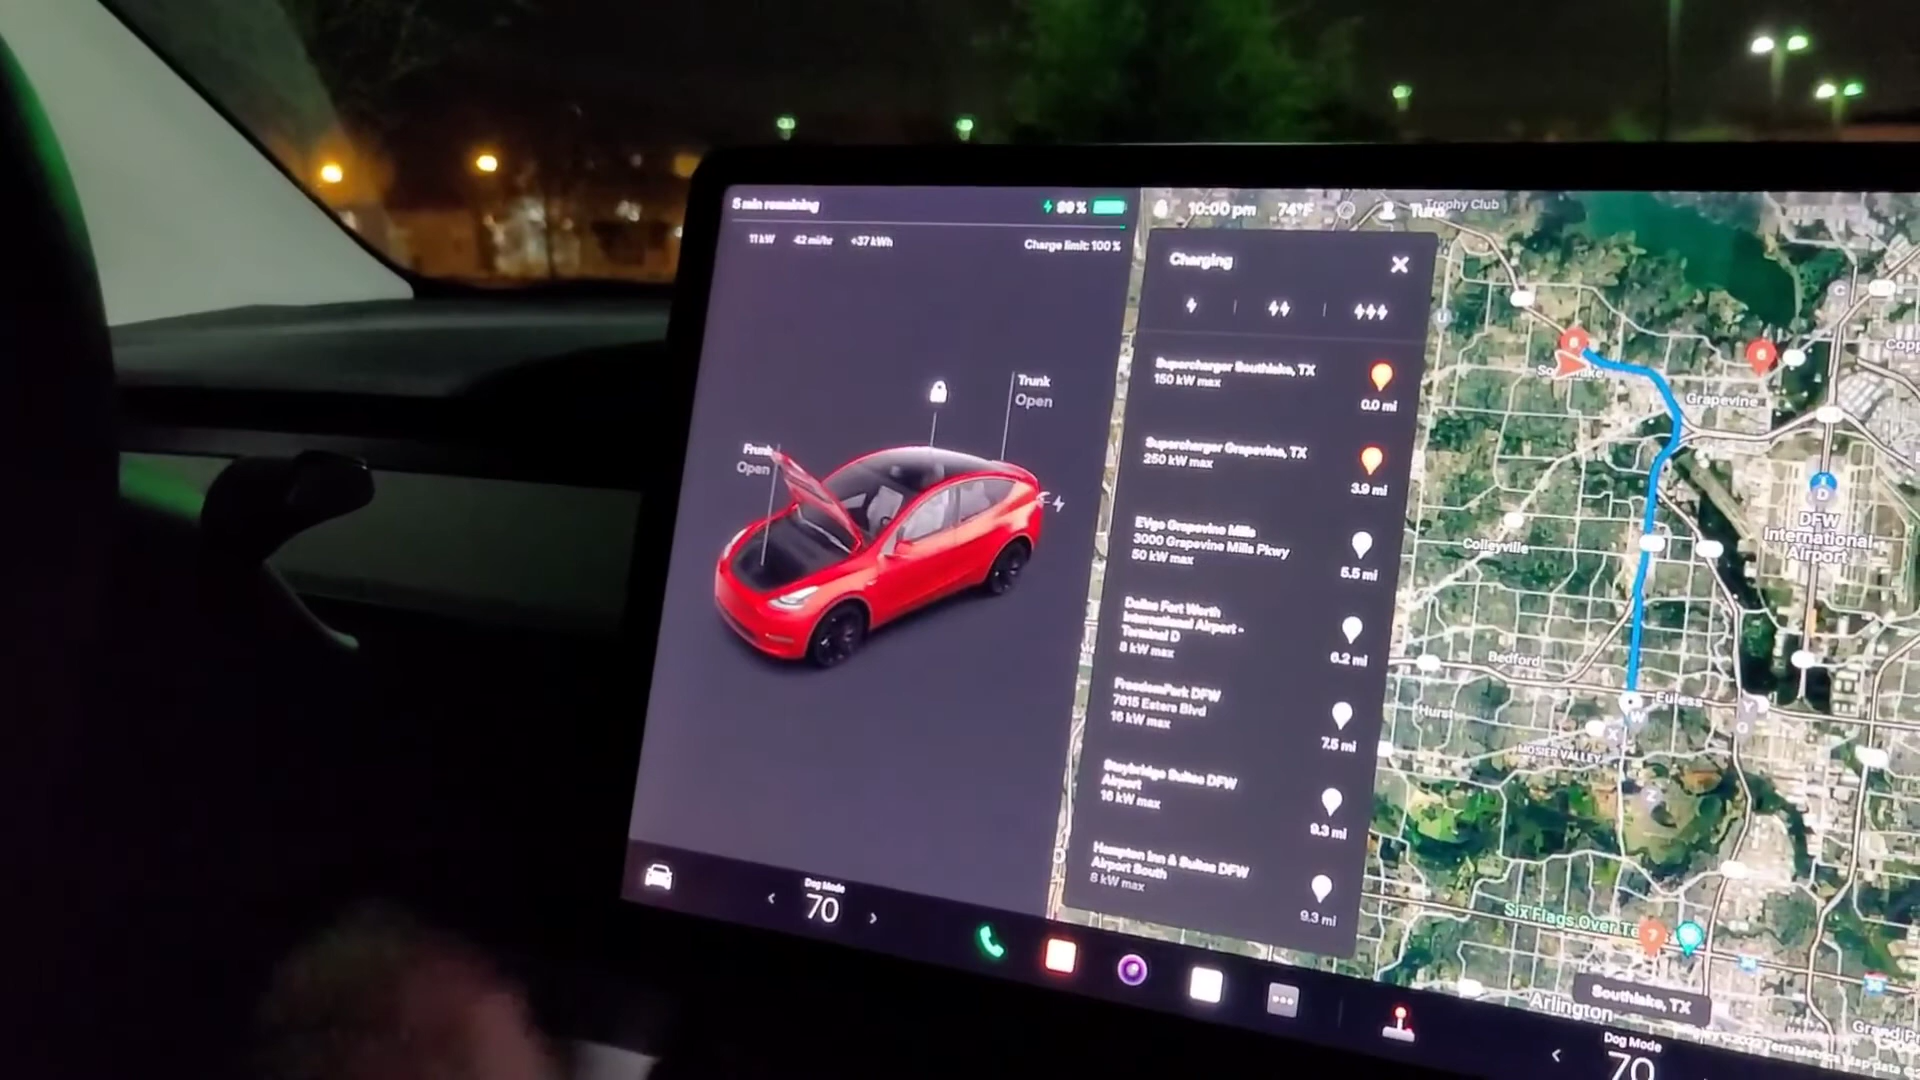 5 min remaining
%
11 kW 42 mi/hr +37 kWh
Charge limit: 100 %
Trunk
Open
Frunk
Open
10:00 pm 74°F
Trophy Club
Charging
Supercharger Southlake, TX
150 kW max
0.0 mi
Supercharger Grapevine, TX
250 kW max
3.9 mi
EVgo Grapevine Mills
3000 Grapevine Mills Pkwy
50 kW max
5.5 mi
Dallas Fort Worth
International Airport -
Terminal D
8 kW max
6.2 mi
FreedomPark DFW
7815 Esters Blvd
16 kW max
7.5 mi
Staybridge Suites DFW
Airport
16 kW max
9.3 mi
Hampton Inn & Suites DFW
Airport South
8 kW max
9.3 mi
Grapevine
Colleyville
DFW
International
Airport
D
Bedford
Euless
Hurst
MOSIER VALLEY
Six Flags Over Te
Southlake, TX
Arlington
Dog Mode
70
Dog Mode
70